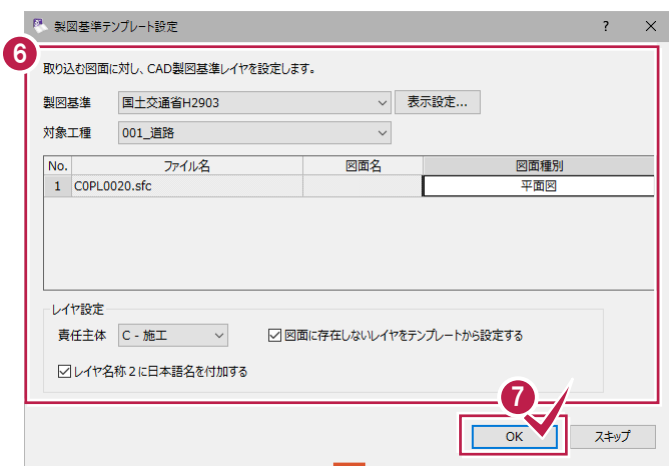 製図基準テンプレート設定
? ×
6
取り込む図面に対し、CAD製図基準レイヤを設定します。
製図基準 国土交通省H2903 表示設定...
対象工種 001_道路
No. ファイル名 図面名 図面種別
1 C0PL0020.sfc 平面図
レイヤ設定
責任主体 C - 施工 図面に存在しないレイヤをテンプレートから設定する
レイヤ名称2に日本語名を付加する
7
OK スキップ